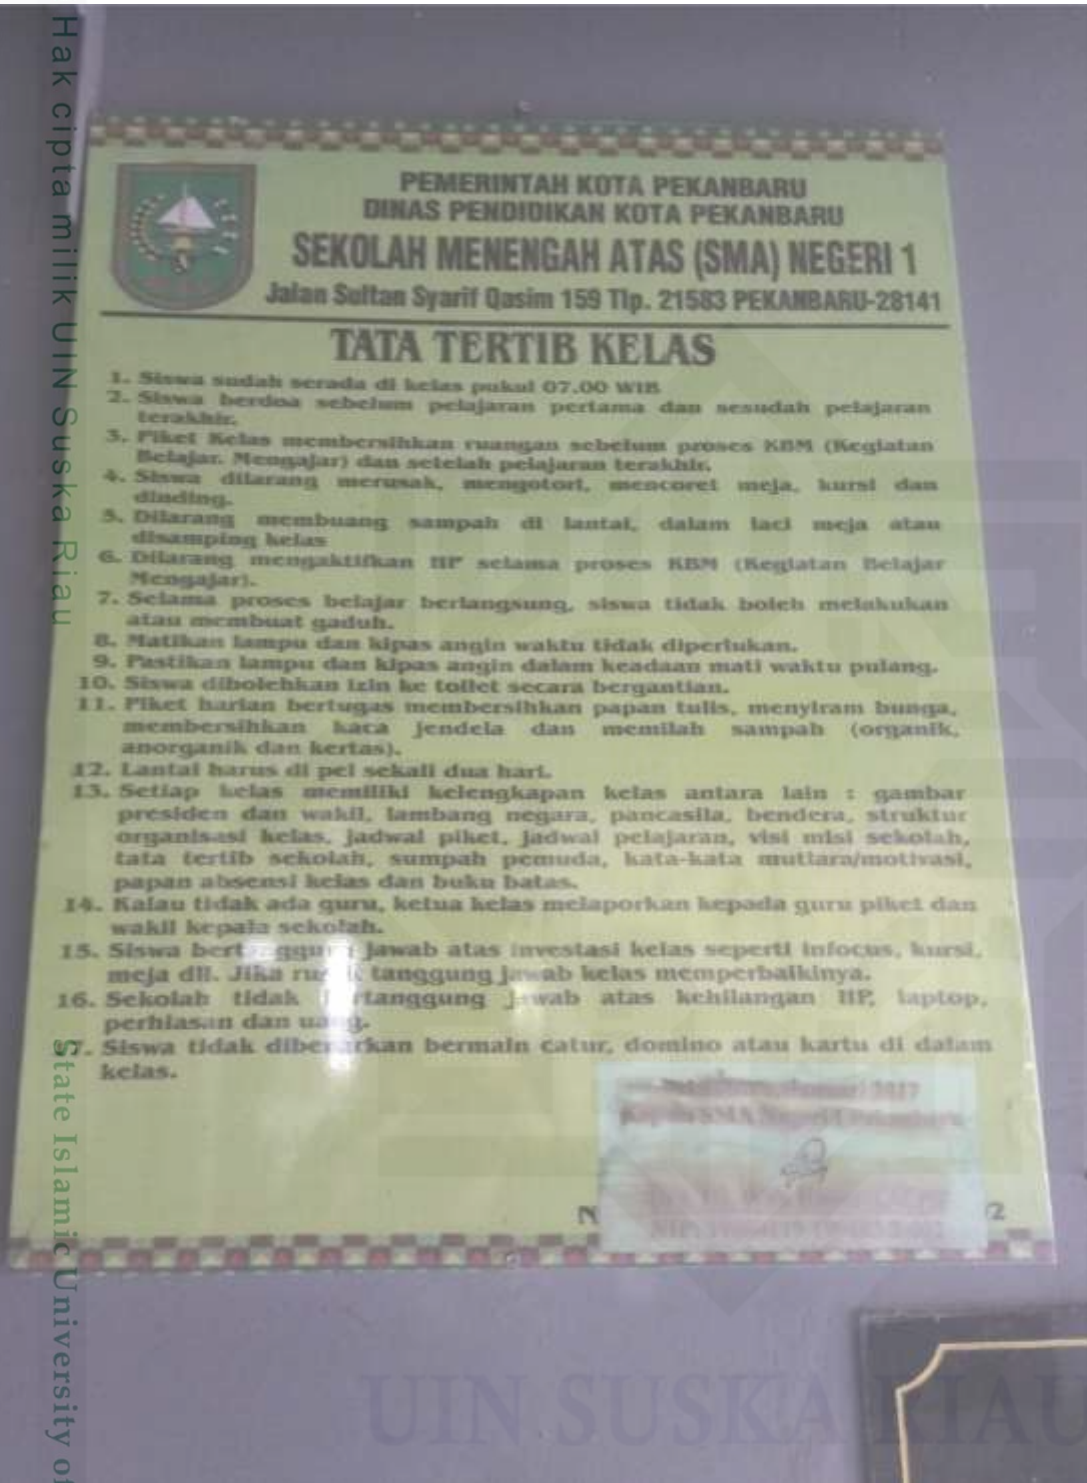 Hak cipta milik UIN Suska Riau
PEMERINTAH KOTA PEKANBARU
DINAS PENDIDIKAN KOTA PEKANBARU
SEKOLAH MENENGAH ATAS (SMA) NEGERI 1
Jalan Sultan Syarif Qasim 159 Tlp. 21583 PEKANBARU-28141
TATA TERTIB KELAS
1. Siswa sudah serada di kelas pukul 07.00 WIB
2. Siswa berdoa sebelum pelajaran pertama dan sesudah pelajaran
terakhir.
3. Piket Kelas membersihkan ruangan sebelum proses KBM (Kegiatan
Belajar. Mengajar) dan setelah pelajaran terakhir.
4. Siswa dilarang merusak, mengotori, mencoret meja, kursi dan
dinding.
5. Dilarang membuang sampah di lantai, dalam laci meja atau
disamping kelas
6. Dilarang mengaktifkan HP selama proses KBM (Kegiatan Belajar
Mengajar).
7. Selama proses belajar berlangsung, siswa tidak boleh melakukan
atau membuat gaduh.
8. Matikan lampu dan kipas angin waktu tidak diperlukan.
9. Pastikan lampu dan kipas angin dalam keadaan mati waktu pulang.
10. Siswa dibolehkan izin ke toilet secara bergantian.
11. Piket harian bertugas membersihkan papan tulis, menyiram bunga,
membersihkan kaca jendela dan memilah sampah (organik,
anorganik dan kertas).
12. Lantai harus di pel sekali dua hari.
13. Setiap kelas memiliki kelengkapan kelas antara lain : gambar
presiden dan wakil, lambang negara, pancasila, bendera, struktur
organisasi kelas, jadwal piket, jadwal pelajaran, visi misi sekolah,
tata tertib sekolah, sumpah pemuda, kata-kata mutiara/motivasi,
papan absensi kelas dan buku batas.
14. Kalau tidak ada guru, ketua kelas melaporkan kepada guru piket dan
wakil kepala sekolah.
15. Siswa bertanggung jawab atas investasi kelas seperti infocus, kursi,
meja dll. Jika rusak tanggung jawab kelas memperbaikinya.
16. Sekolah tidak bertanggung jawab atas kehilangan HP, laptop,
perhiasan dan uang.
17. Siswa tidak dibenarkan bermain catur, domino atau kartu di dalam
kelas.
2017
Kepala SMA Negeri 1 Pekanbaru
State Islamic University of
UIN SUSKA RIAU